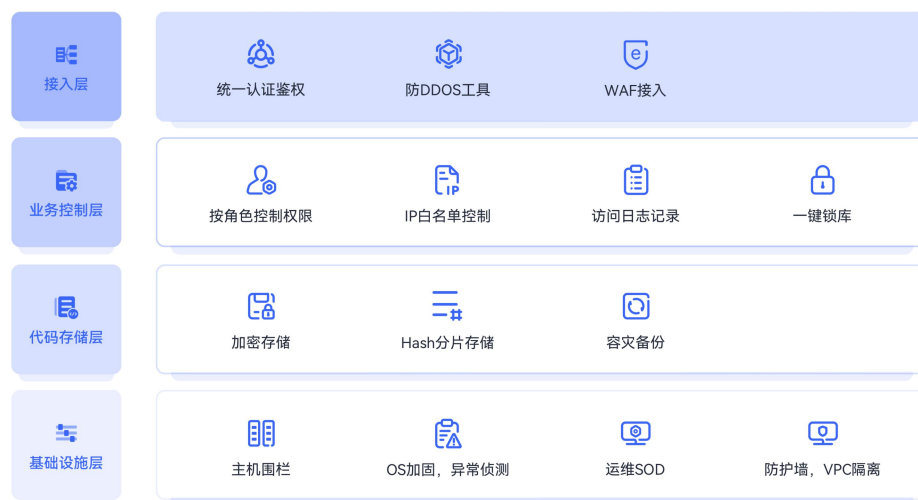 接入层
统一认证鉴权
防DDOS工具
WAF接入
业务控制层
按角色控制权限
IP白名单控制
访问日志记录
一键锁库
代码存储层
加密存储
Hash分片存储
容灾备份
基础设施层
主机围栏
OS加固，异常侦测
运维SOD
防护墙，VPC隔离